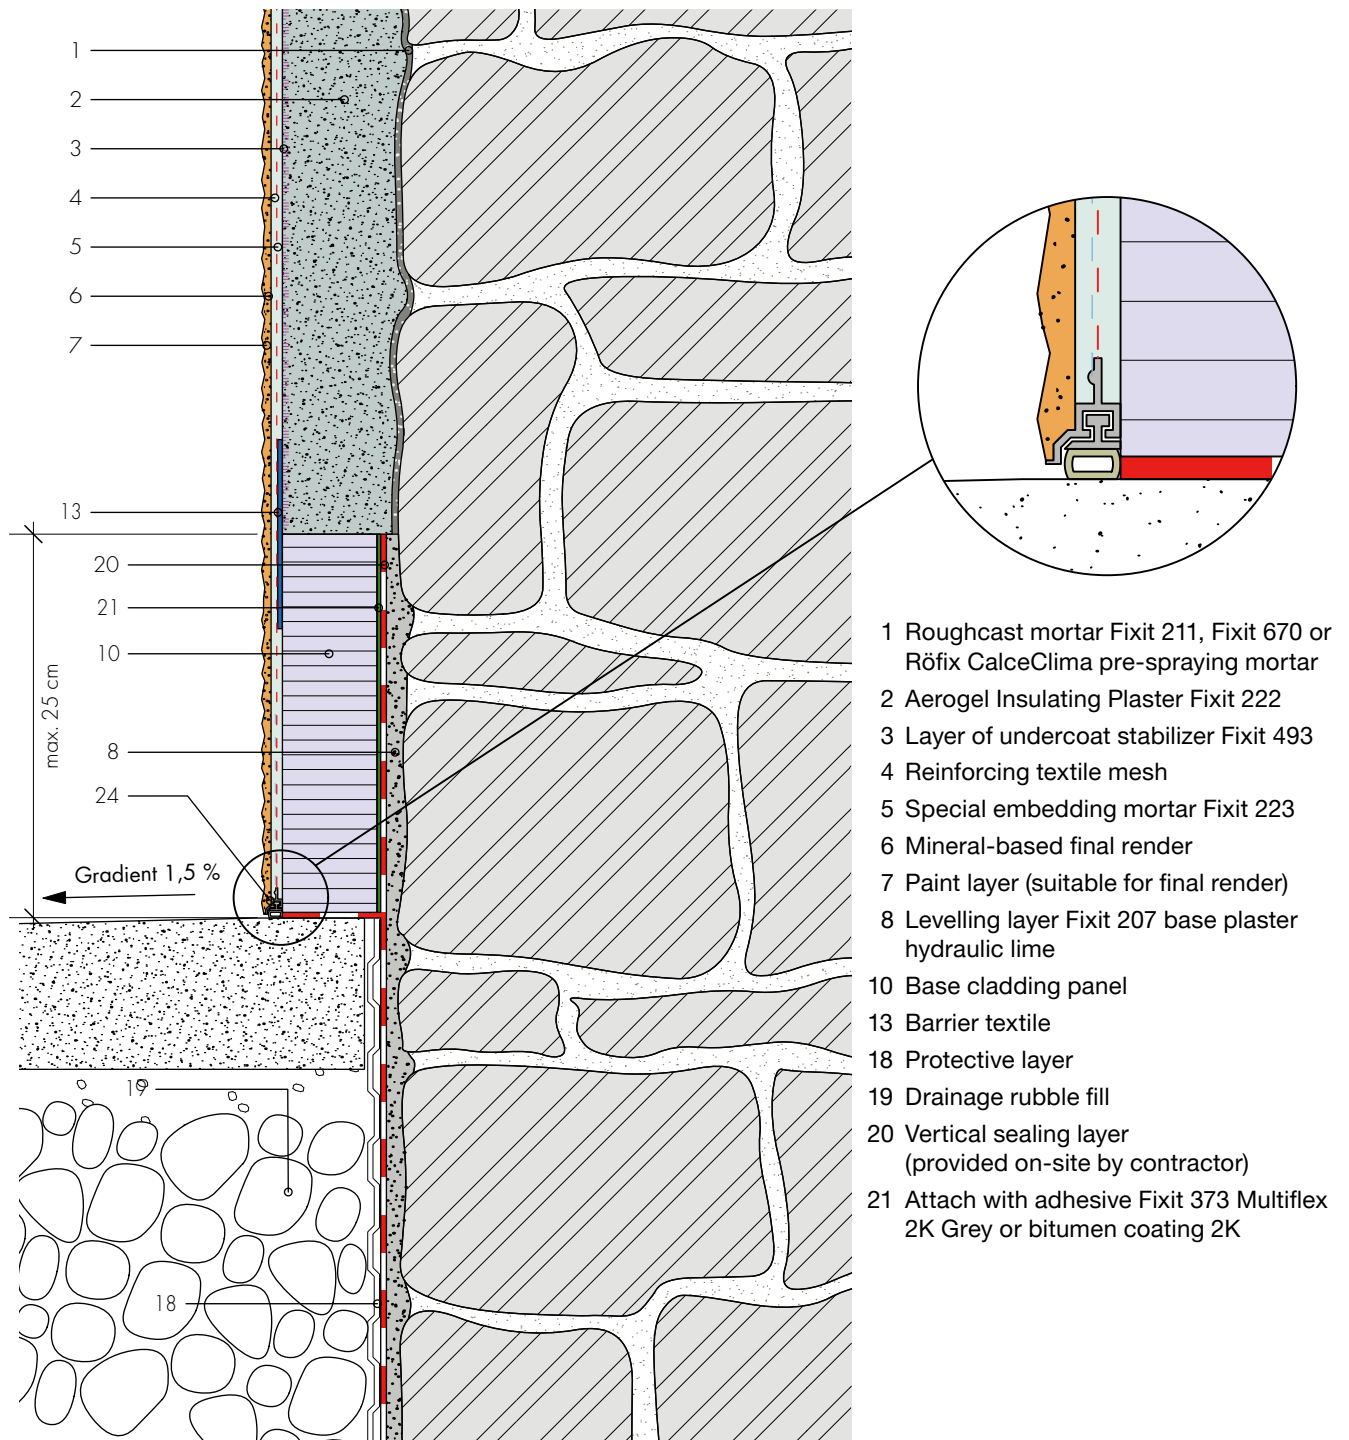 1
2
3
4
5
6
7
13
20
21
10
max. 25 cm
8
24
Gradient 1,5 %
19
18
1 Roughcast mortar Fixit 211, Fixit 670 or
Röfix CalceClima pre-spraying mortar
2 Aerogel Insulating Plaster Fixit 222
3 Layer of undercoat stabilizer Fixit 493
4 Reinforcing textile mesh
5 Special embedding mortar Fixit 223
6 Mineral-based final render
7 Paint layer (suitable for final render)
8 Levelling layer Fixit 207 base plaster
hydraulic lime
10 Base cladding panel
13 Barrier textile
18 Protective layer
19 Drainage rubble fill
20 Vertical sealing layer
(provided on-site by contractor)
21 Attach with adhesive Fixit 373 Multiflex
2K Grey or bitumen coating 2K